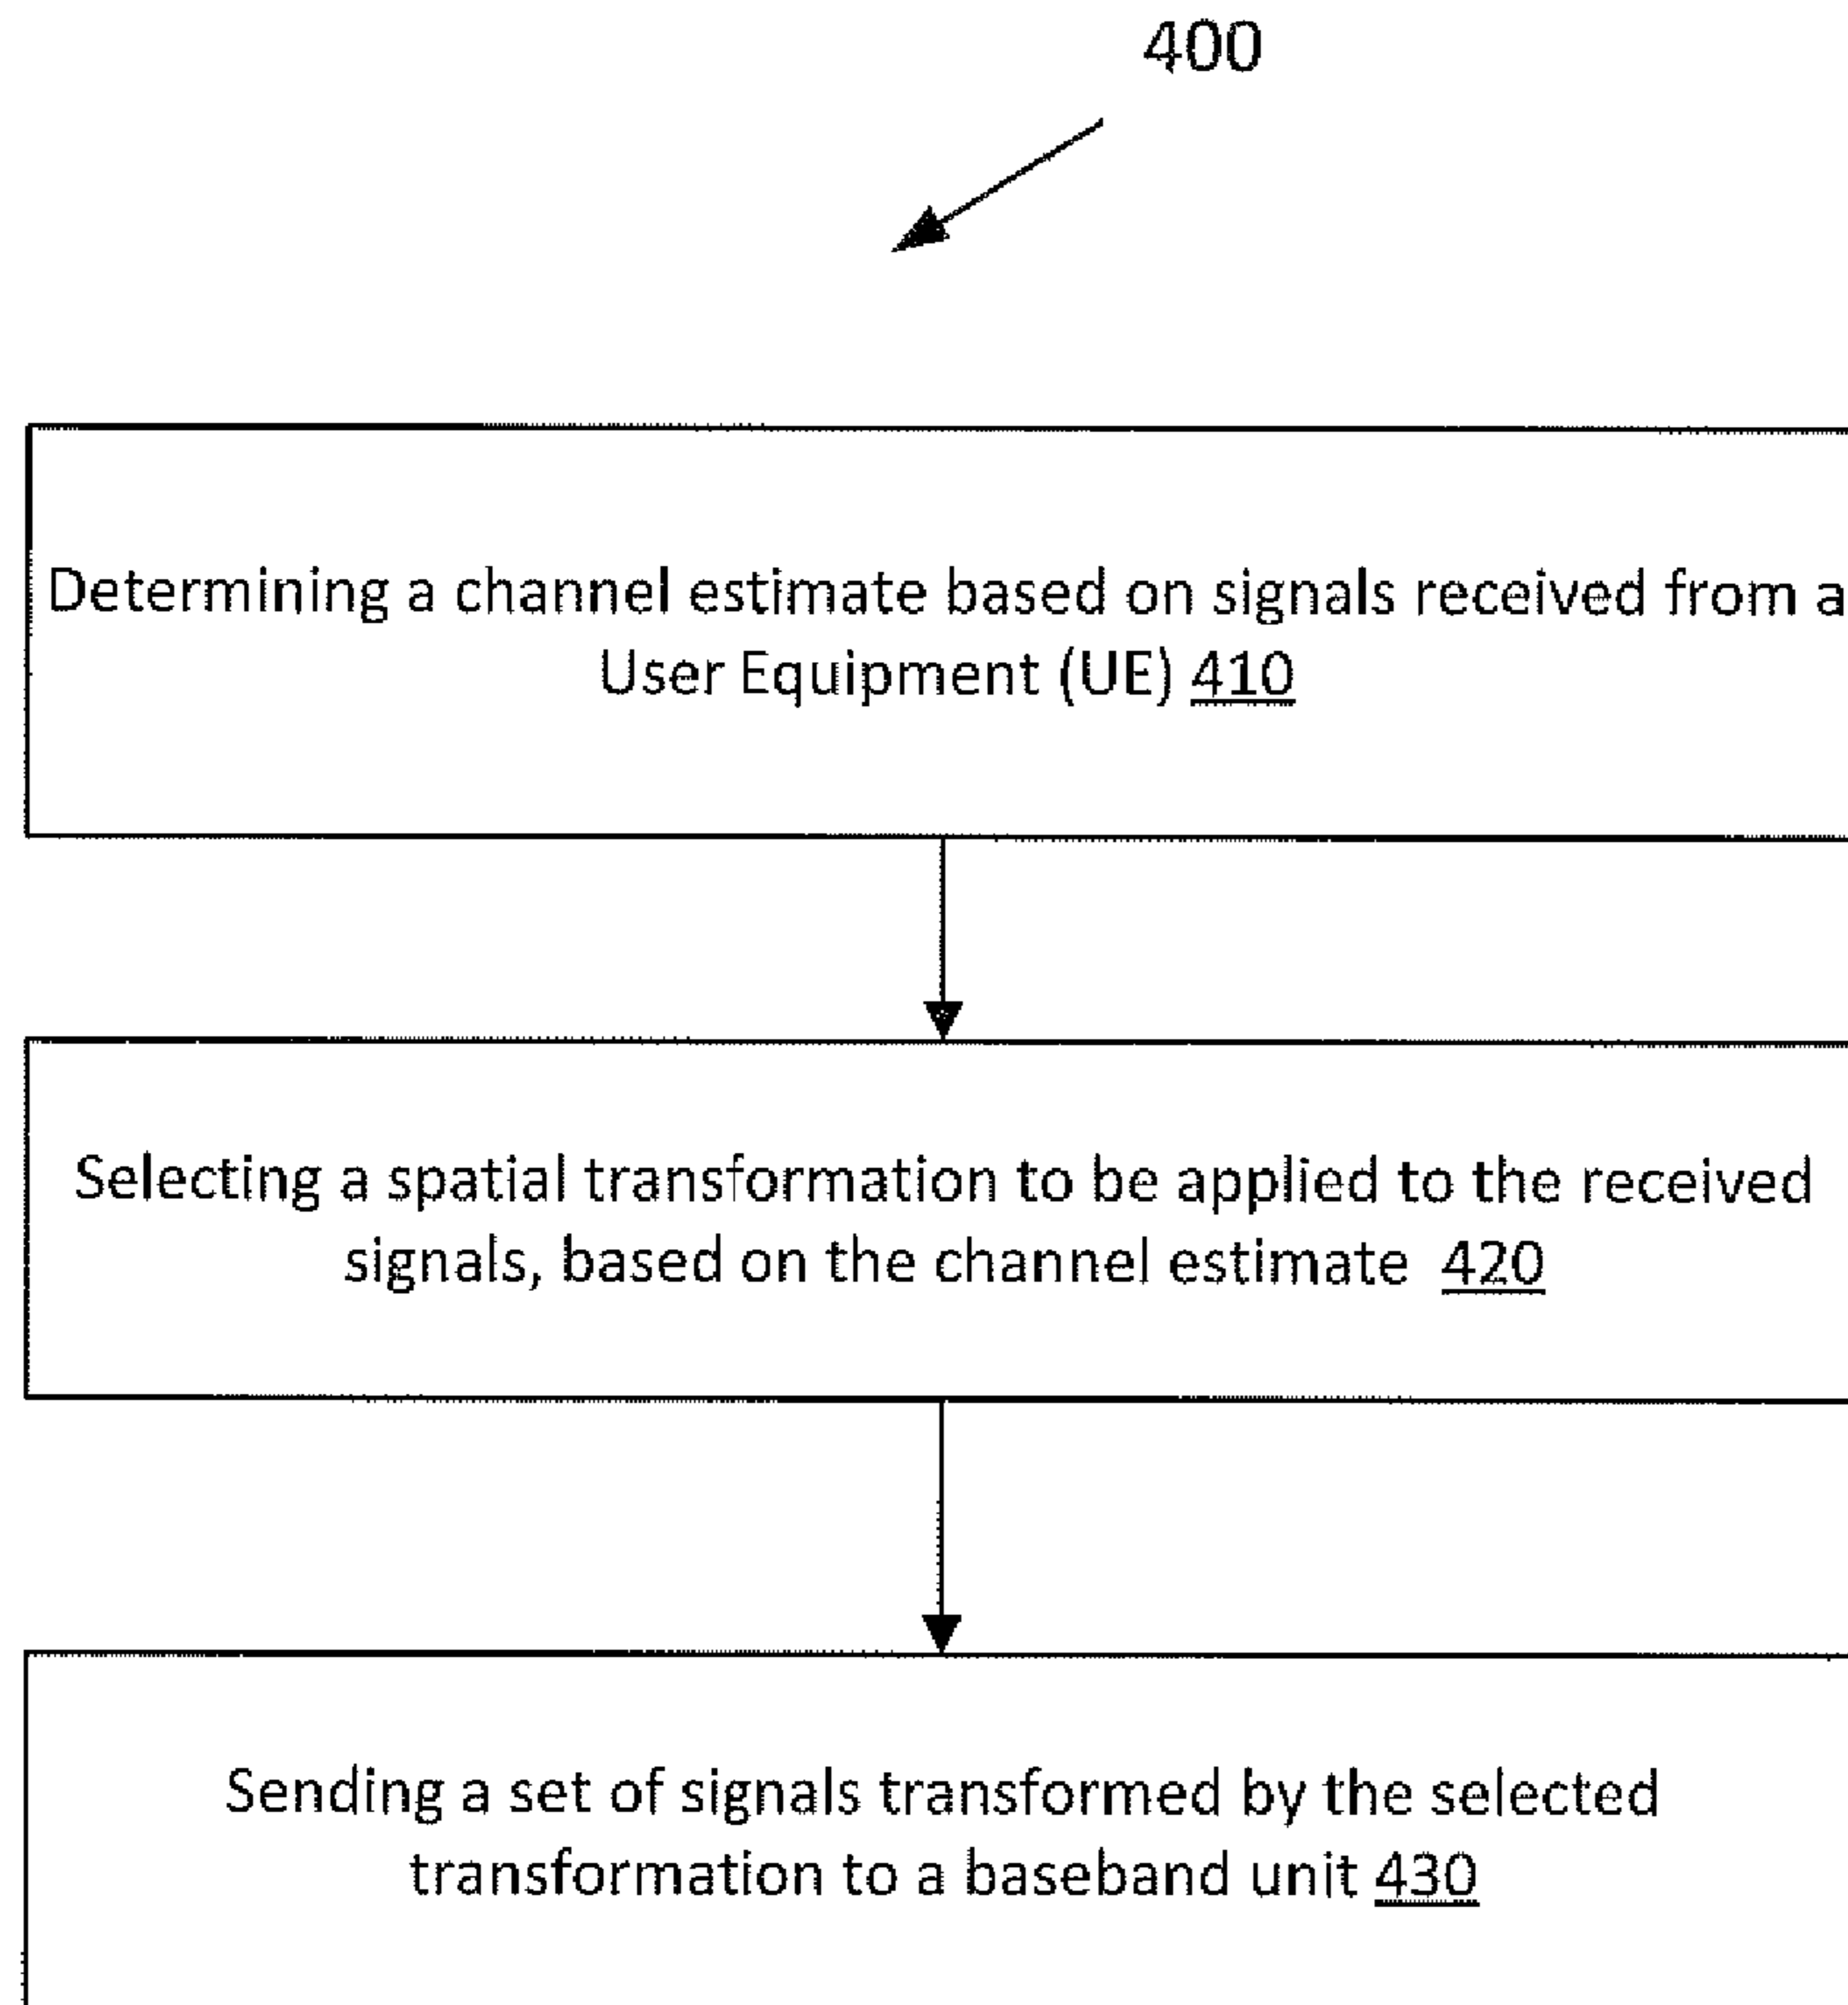 400
Determining a channel estimate based on signals received from a
User Equipment (UE) 410
Selecting a spatial transformation to be applied to the received
signals, based on the channel estimate 420
Sending a set of signals transformed by the selected
transformation to a baseband unit 430